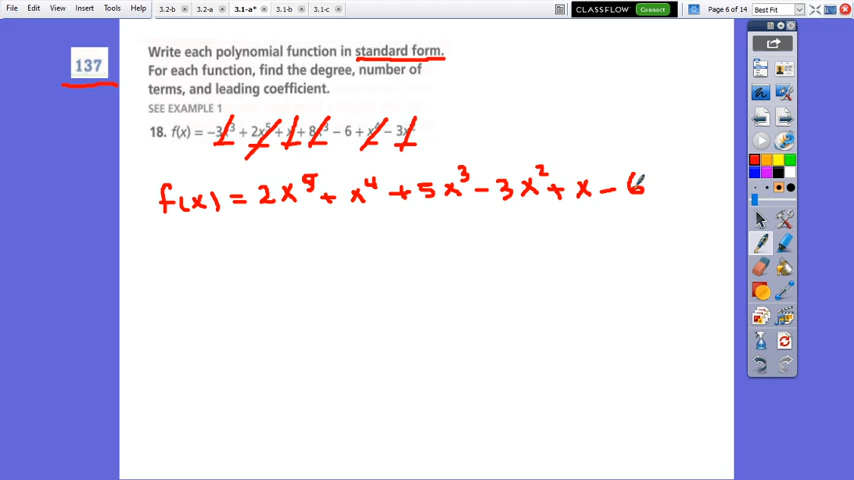 File Edit View Insert Tools Help 3.2-b 3.2-a 3.1-a* 3.1-b 3.1-c CLASSFLOW Connect Page 6 of 14 Best Fit
137
Write each polynomial function in standard form.
For each function, find the degree, number of
terms, and leading coefficient.
SEE EXAMPLE 1
18. f(x) = −3x³ + 2x⁵ + x + 8x³ − 6 + x⁴ − 3x²
f(x) = 2x⁵ + x⁴ + 5x³ − 3x² + x − 6